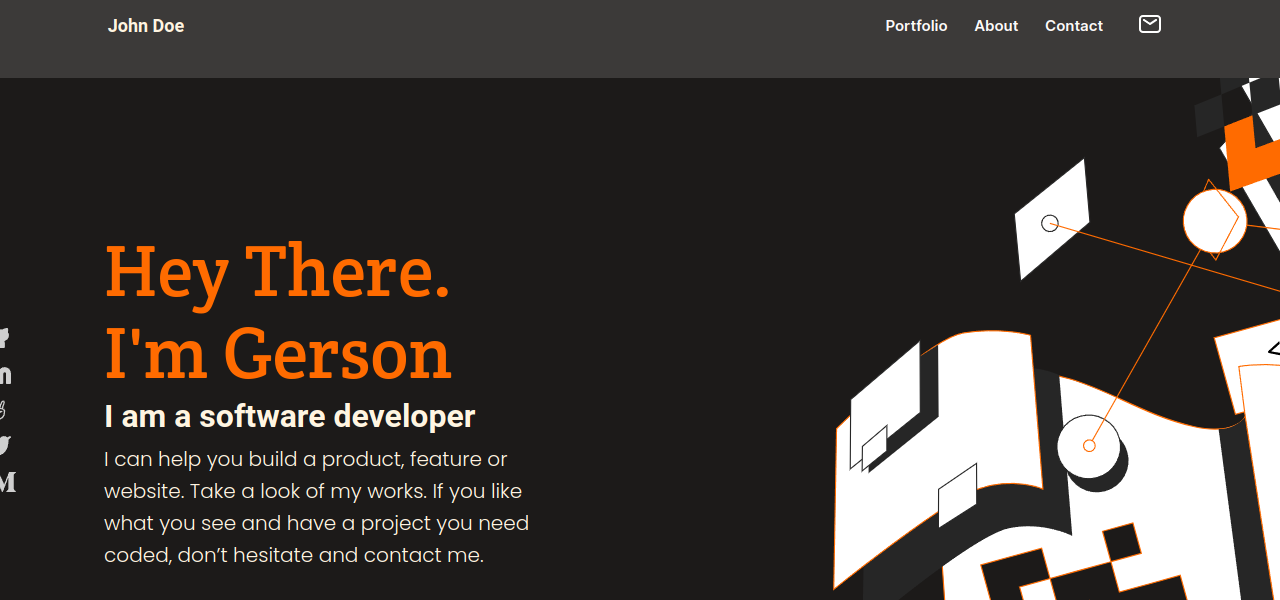 John Doe
Portfolio
About
Contact
Hey There.
I'm Gerson
I am a software developer
I can help you build a product, feature or
website. Take a look of my works. If you like
what you see and have a project you need
coded, don’t hesitate and contact me.